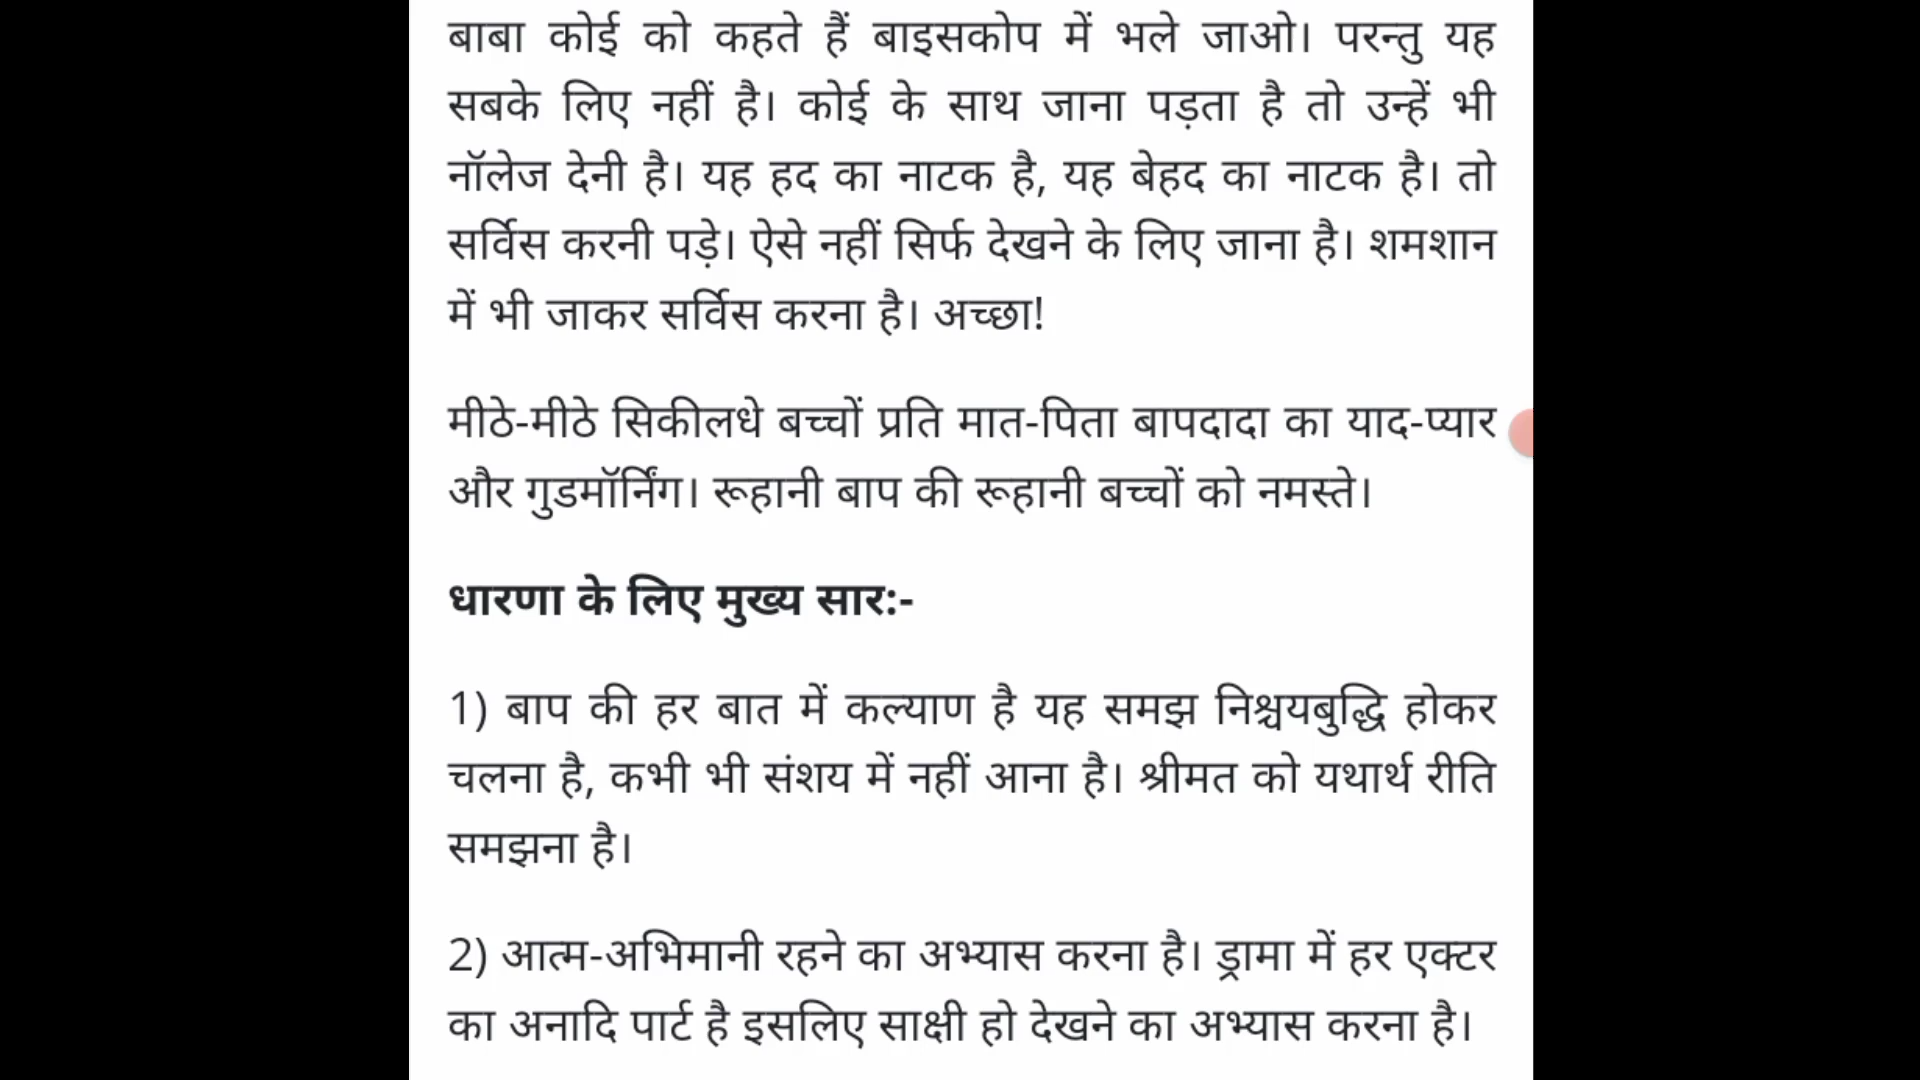 बाबा कोई को कहते हैं बाइसकोप में भले जाओ। परन्तु यह
सबके लिए नहीं है। कोई के साथ जाना पड़ता है तो उन्हें भी
नॉलेज देनी है। यह हद का नाटक है, यह बेहद का नाटक है। तो
सर्विस करनी पड़े। ऐसे नहीं सिर्फ देखने के लिए जाना है। शमशान
में भी जाकर सर्विस करना है। अच्छा!
मीठे-मीठे सिकीलधे बच्चों प्रति मात-पिता बापदादा का याद-प्यार
और गुडमॉर्निंग। रूहानी बाप की रूहानी बच्चों को नमस्ते।
धारणा के लिए मुख्य सार:-
1) बाप की हर बात में कल्याण है यह समझ निश्चयबुद्धि होकर
चलना है, कभी भी संशय में नहीं आना है। श्रीमत को यथार्थ रीति
समझना है।
2) आत्म-अभिमानी रहने का अभ्यास करना है। ड्रामा में हर एक्टर
का अनादि पार्ट है इसलिए साक्षी हो देखने का अभ्यास करना है।